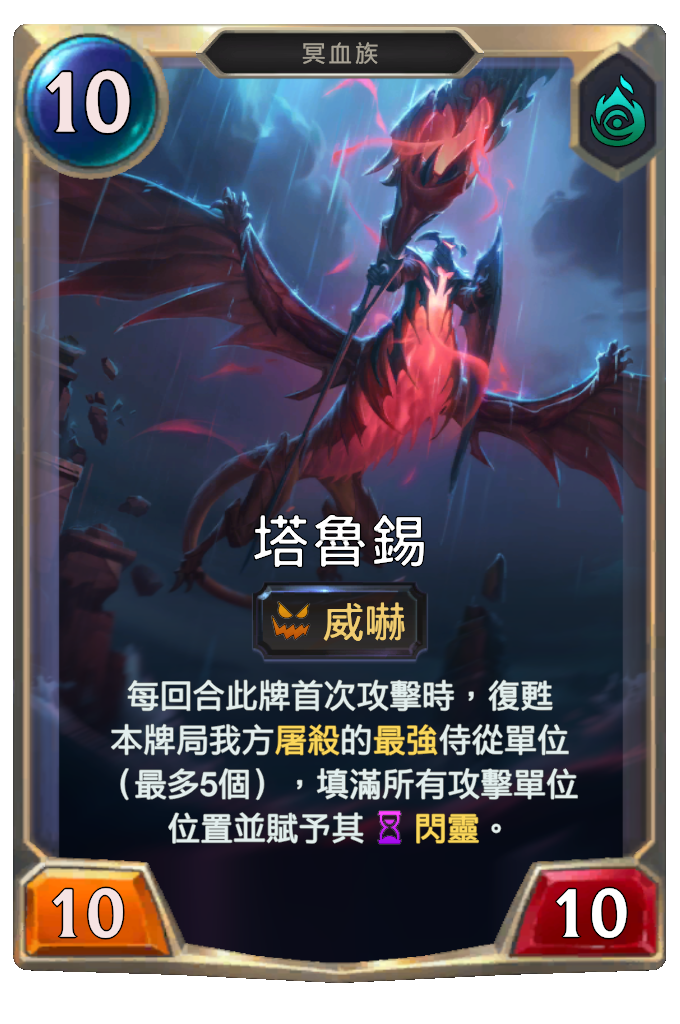 冥血族
10
塔魯錫
威嚇
每回合此牌首次攻擊時，復甦
本牌局我方屠殺的最強侍從單位
（最多5個），填滿所有攻擊單位
位置並賦予其 閃靈。
10
10